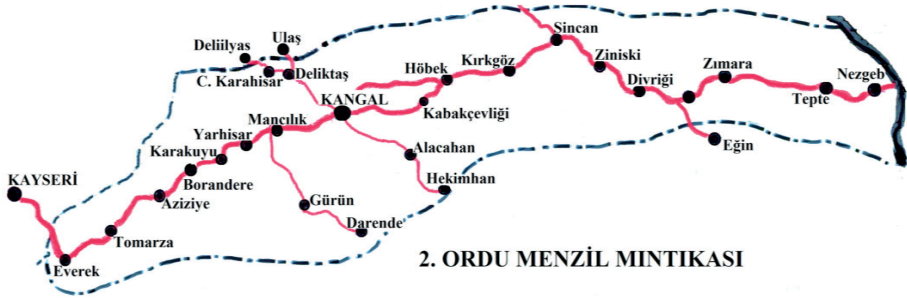 Sincan
Deliilyas
Ulaş
C. Karahisar
Deliktaş
Höbek
Kırkgöz
Ziniski
Divriği
Zımara
Nezgeb
Tepte
KANGAL
Kabakçevliği
Mancılık
Yarhisar
Karakuyu
Alacahan
Eğin
KAYSERİ
Borandere
Hekimhan
Aziziye
Gürün
Darende
Tomarza
Everek
2. ORDU MENZİL MINTIKASI